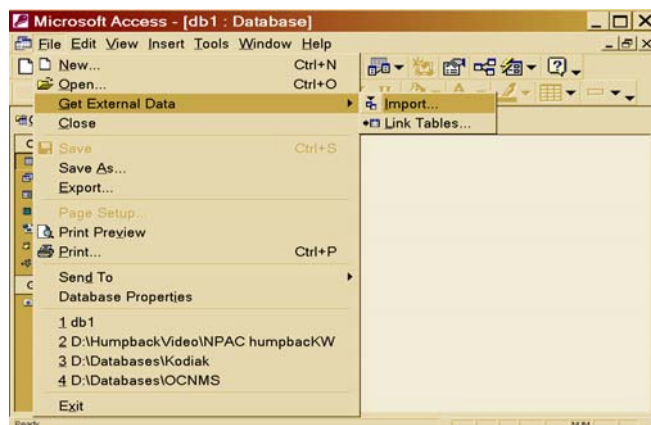 Microsoft Access - [db1 : Database]
File Edit View Insert Tools Window Help
New... Ctrl+N
Open... Ctrl+O
Get External Data
Import...
Close
Link Tables...
Save Ctrl+S
Save As...
Export...
Page Setup...
Print Preview
Print... Ctrl+P
Send To
Database Properties
1 db1
2 D:\HumpbackVideo\NPAC humpbacKW
3 D:\Databases\Kodiak
4 D:\Databases\OCNMS
Exit
Ready